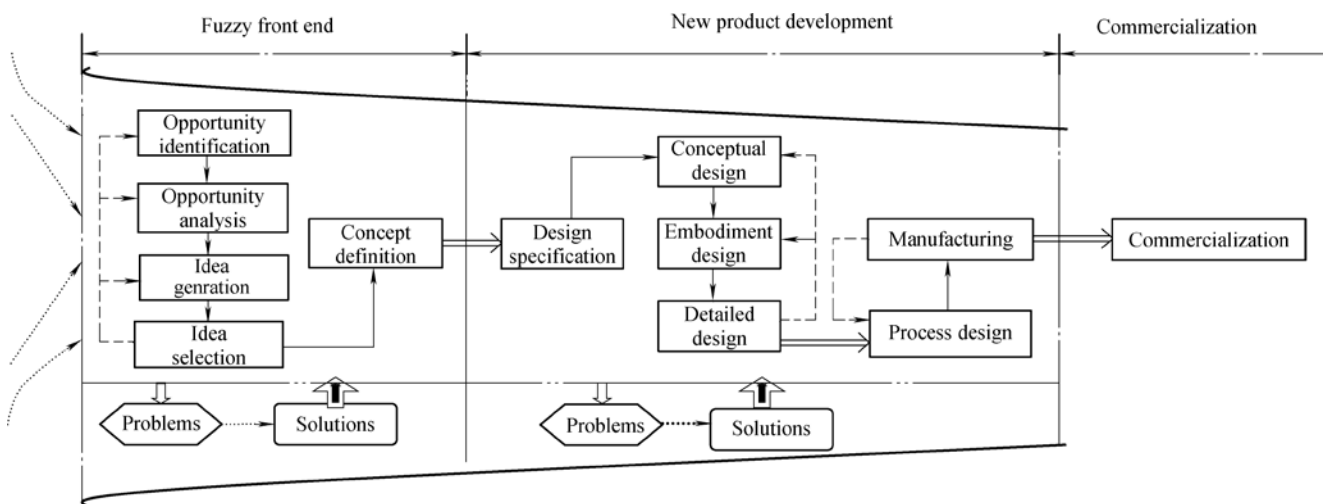 Fuzzy front end
New product development
Commercialization
Opportunity
identification
Opportunity
analysis
Idea
genration
Idea
selection
Concept
definition
Design
specification
Conceptual
design
Embodiment
design
Detailed
design
Manufacturing
Process design
Commercialization
Problems
Solutions
Problems
Solutions